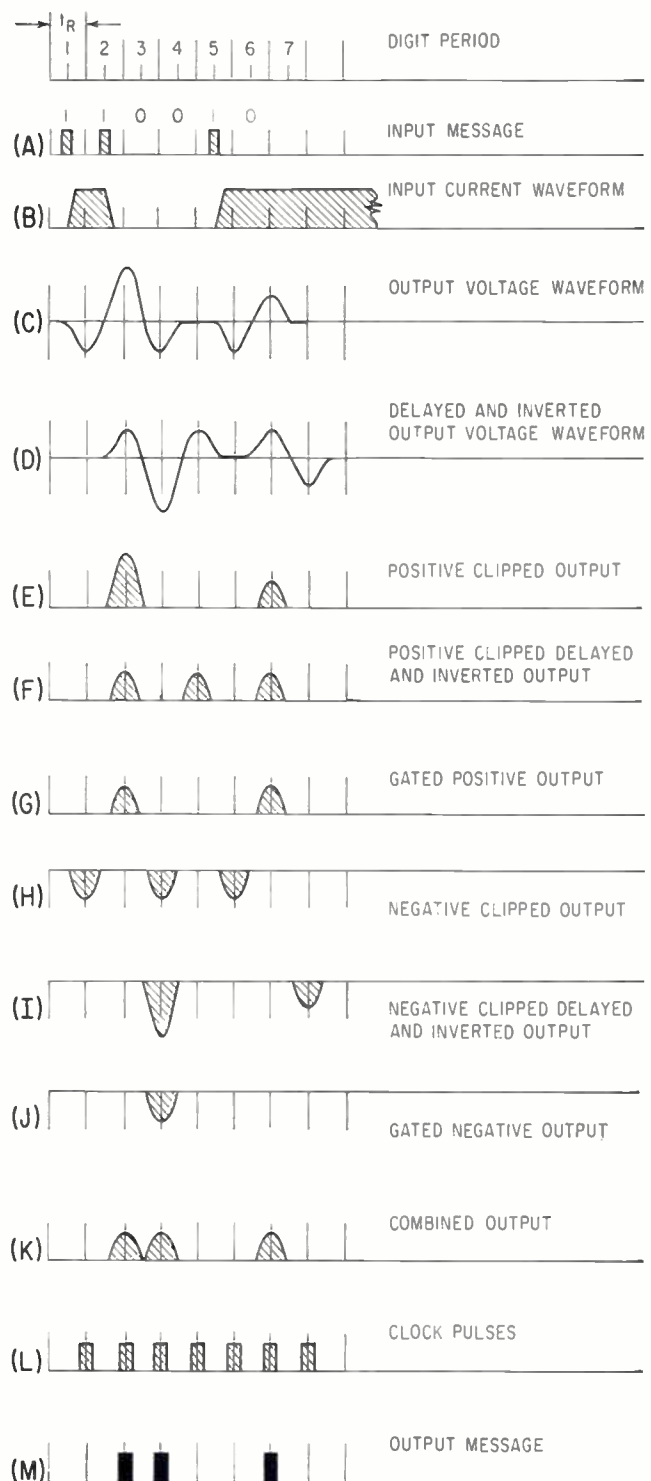 tR
1 2 3 4 5 6 7
DIGIT PERIOD
1 1 0 0 1 0
(A)
INPUT MESSAGE
(B)
INPUT CURRENT WAVEFORM
(C)
OUTPUT VOLTAGE WAVEFORM
(D)
DELAYED AND INVERTED
OUTPUT VOLTAGE WAVEFORM
(E)
POSITIVE CLIPPED OUTPUT
(F)
POSITIVE CLIPPED DELAYED
AND INVERTED OUTPUT
(G)
GATED POSITIVE OUTPUT
(H)
NEGATIVE CLIPPED OUTPUT
(I)
NEGATIVE CLIPPED DELAYED
AND INVERTED OUTPUT
(J)
GATED NEGATIVE OUTPUT
(K)
COMBINED OUTPUT
(L)
CLOCK PULSES
(M)
OUTPUT MESSAGE